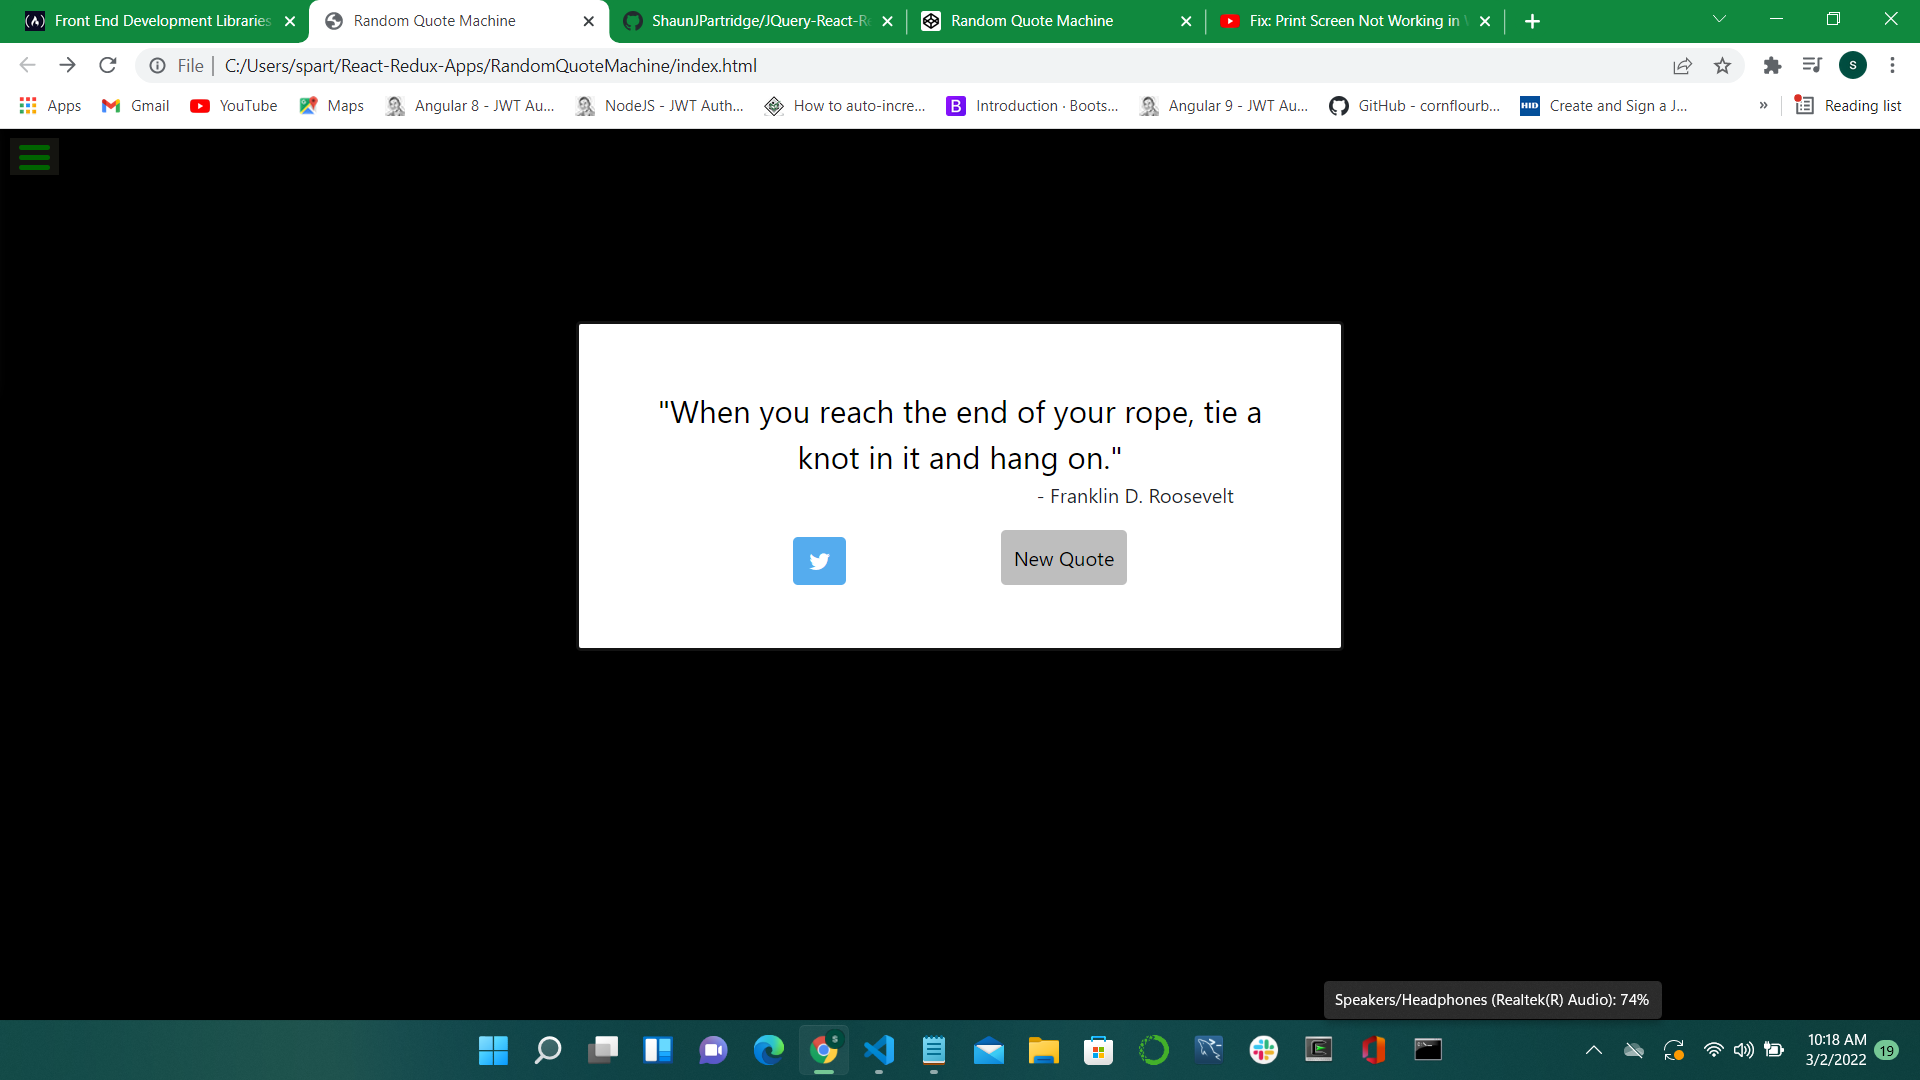 Front End Development Libraries
Random Quote Machine
ShaunJPartridge/JQuery-React-Re
Random Quote Machine
Fix: Print Screen Not Working in
File
C:/Users/spart/React-Redux-Apps/RandomQuoteMachine/index.html
S
Apps
Gmail
YouTube
Maps
Angular 8 - JWT Au...
NodeJS - JWT Auth...
How to auto-incre...
B
Introduction · Boots...
Angular 9 - JWT Au...
GitHub - cornflourb...
HID
Create and Sign a J...
»
Reading list
"When you reach the end of your rope, tie a
knot in it and hang on."
- Franklin D. Roosevelt
New Quote
Speakers/Headphones (Realtek(R) Audio): 74%
10:18 AM
3/2/2022
19